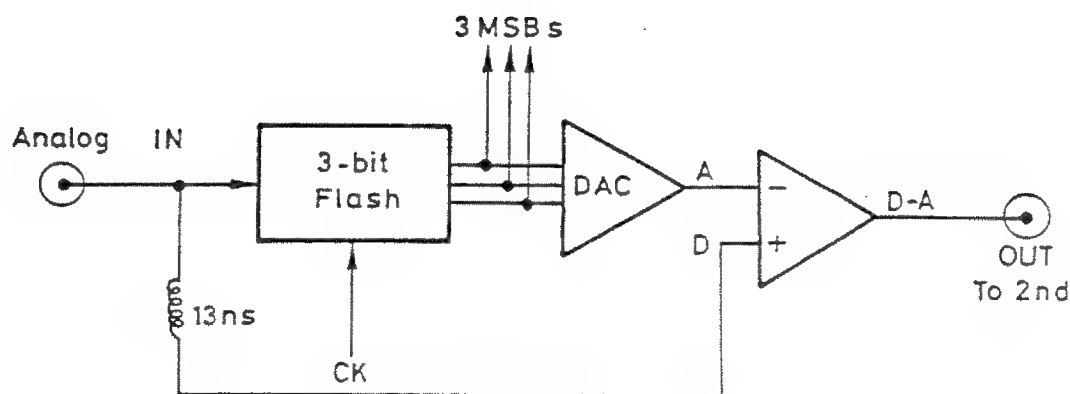 3 MSBs
Analog IN
3-bit
Flash
DAC
A
−
D-A
D
+
OUT
To 2nd
13ns
CK